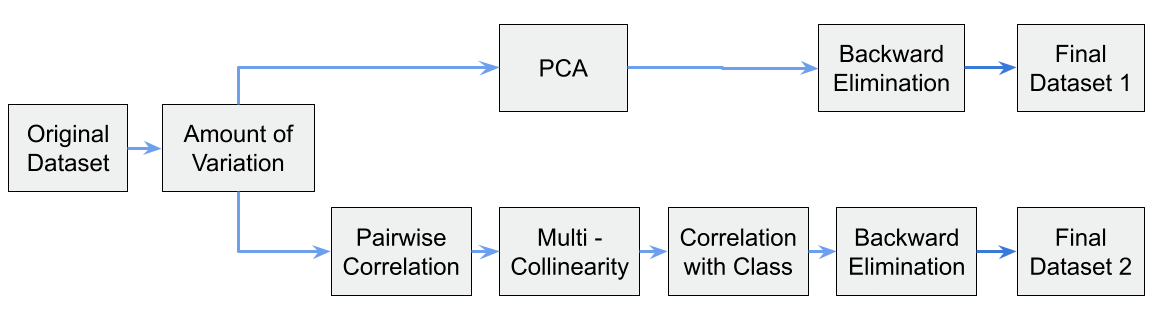 Original
Dataset
Amount of
Variation
PCA
Backward
Elimination
Final
Dataset 1
Pairwise
Correlation
Multi -
Collinearity
Correlation
with Class
Backward
Elimination
Final
Dataset 2